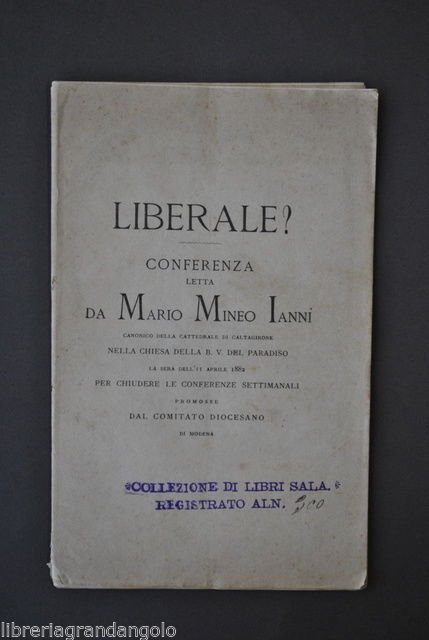 LIBERALE?
CONFERENZA
LETTA
DA MARIO MINEO IANNÌ
CANONICO DELLA CATTEDRALE DI CALTAGIRONE
NELLA CHIESA DELLA B. V. DEL PARADISO
LA SERA DELL'11 APRILE 1882
PER CHIUDERE LE CONFERENZE SETTIMANALI
PROMOSSE
DAL COMITATO DIOCESANO
DI MODENA
*COLLEZIONE DI LIBRI SALA.*
REGISTRATO ALN. 300
libreriagrandangolo